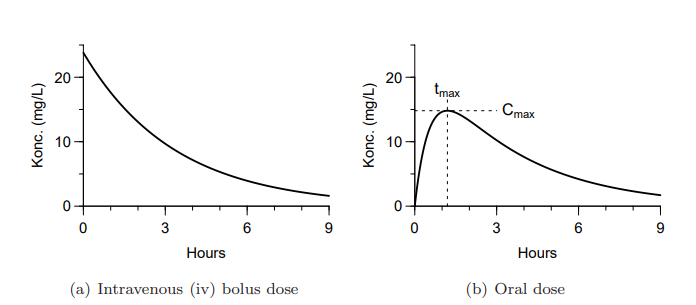 20
10
0
Konc. (mg/L)
0 3 6 9
Hours
(a) Intravenous (iv) bolus dose
20
10
0
Konc. (mg/L)
tmax
Cmax
0 3 6 9
Hours
(b) Oral dose